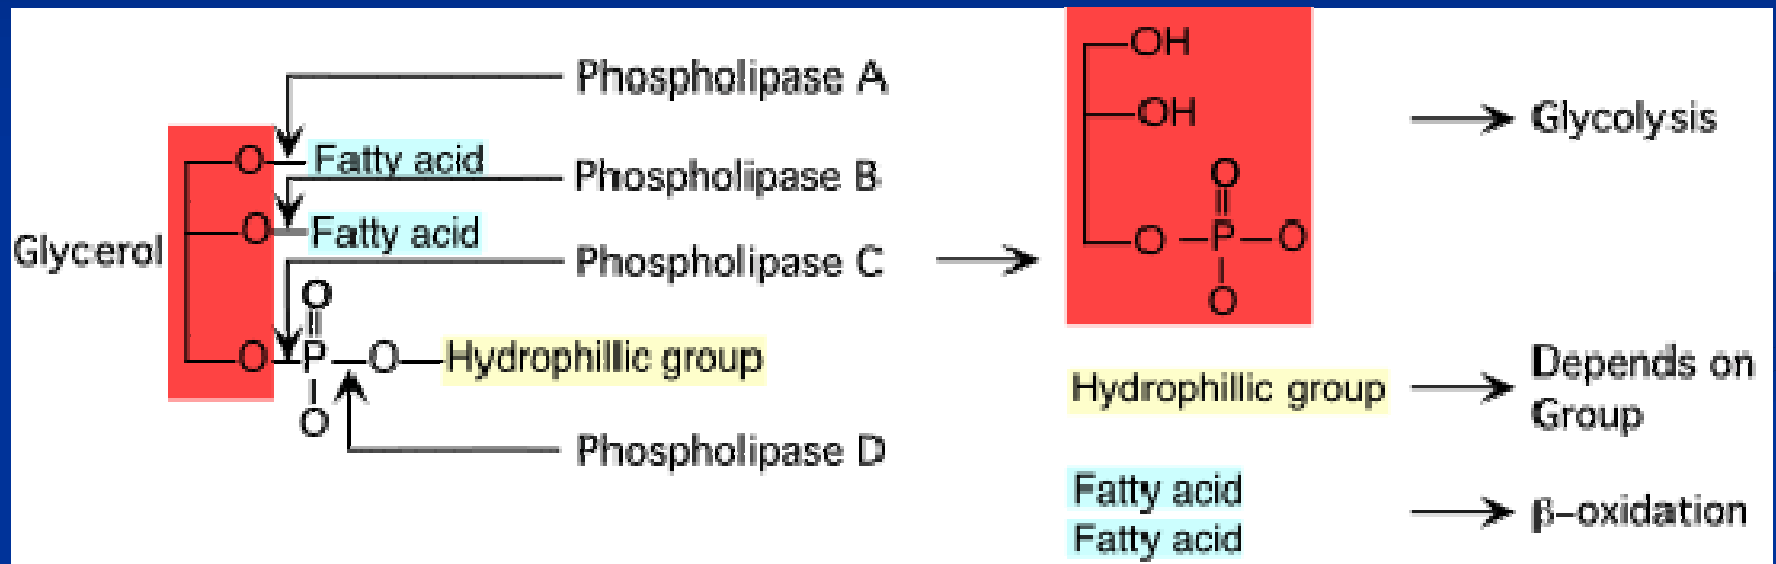 Phospholipase A
O
Fatty acid
Phospholipase B
O
Fatty acid
Glycerol
Phospholipase C
O
O
P
O
Hydrophillic group
O
Phospholipase D
OH
OH
O
O
P
O
O
Glycolysis
Hydrophillic group
Depends on
Group
Fatty acid
Fatty acid
β-oxidation